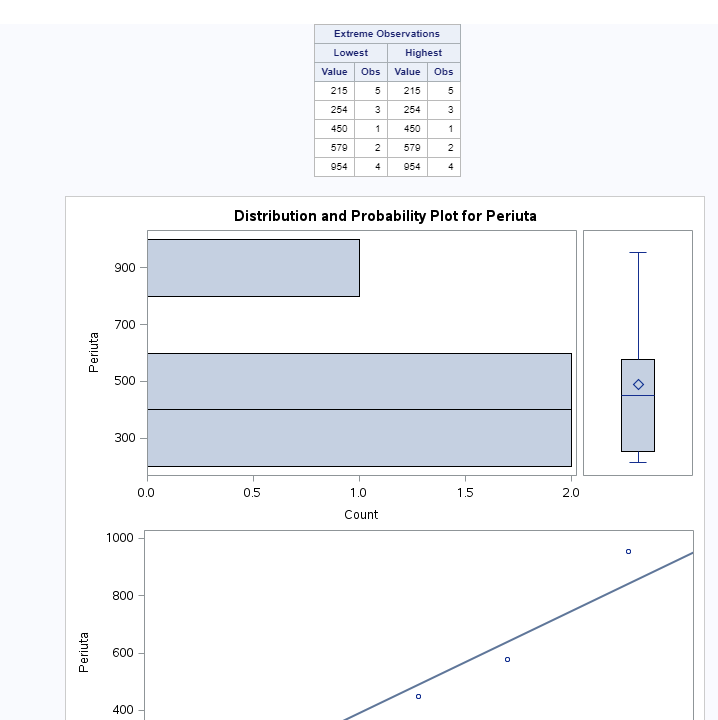 Extreme Observations
Lowest Highest
Value Obs Value Obs
215 5 215 5
254 3 254 3
450 1 450 1
579 2 579 2
954 4 954 4
Distribution and Probability Plot for Periuta
900
700
500
300
Periuta
0.0 0.5 1.0 1.5 2.0
Count
1000
800
600
400
Periuta